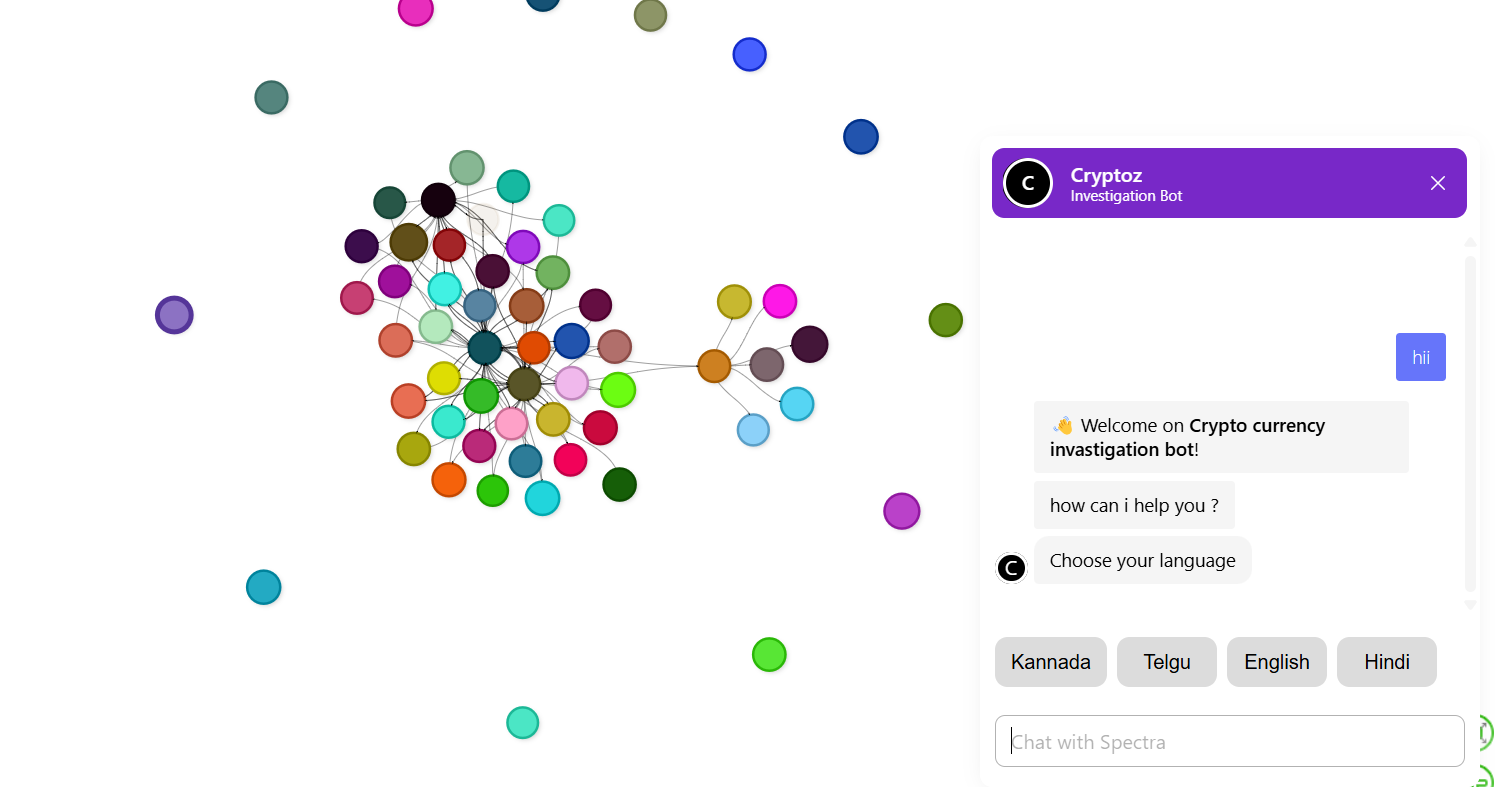 C
Cryptoz
Investigation Bot
hii
👋 Welcome on Crypto currency
invastigation bot!
how can i help you ?
C
Choose your language
Kannada
Telgu
English
Hindi
Chat with Spectra